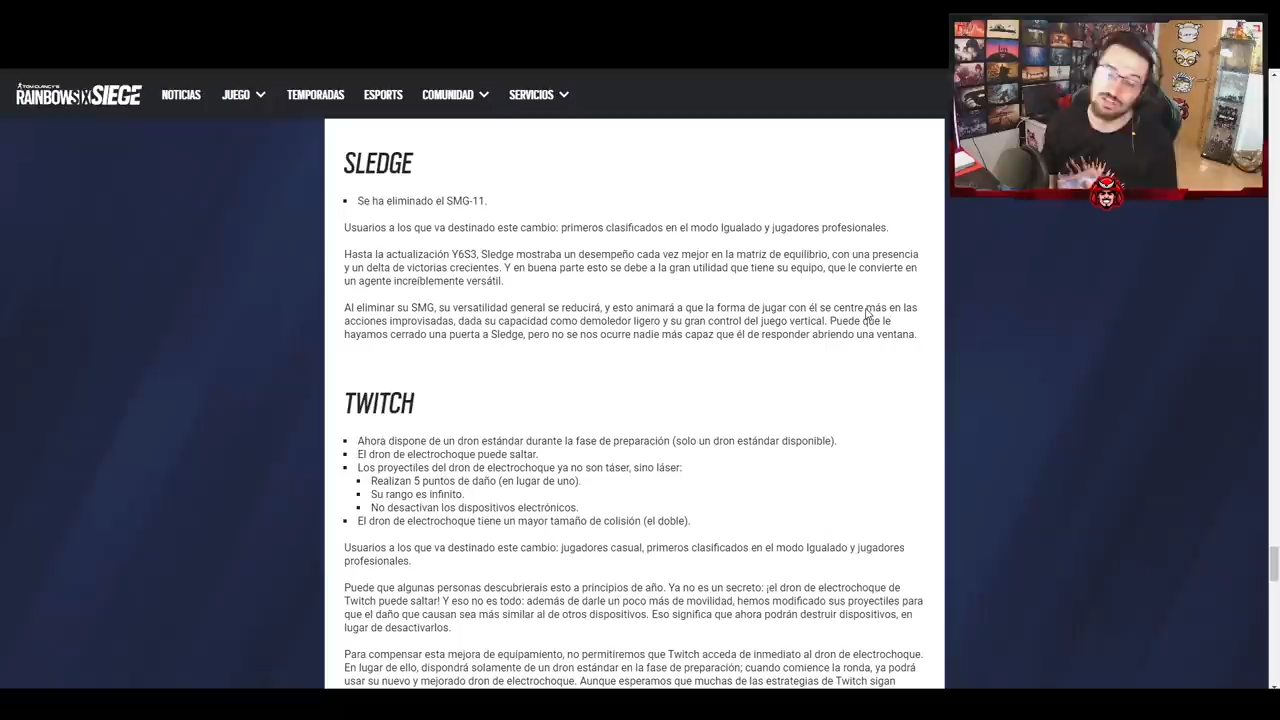 TOM CLANCY'S
RAINBOWSIX SIEGE
NOTICIAS
JUEGO
TEMPORADAS
ESPORTS
COMUNIDAD
SERVICIOS
SLEDGE
Se ha eliminado el SMG-11.
Usuarios a los que va destinado este cambio: primeros clasificados en el modo Igualado y jugadores profesionales.
Hasta la actualización Y6S3, Sledge mostraba un desempeño cada vez mejor en la matriz de equilibrio, con una presencia
y un delta de victorias crecientes. Y en buena parte esto se debe a la gran utilidad que tiene su equipo, que le convierte en
un agente increíblemente versátil.
Al eliminar su SMG, su versatilidad general se reducirá, y esto animará a que la forma de jugar con él se centre más en las
acciones improvisadas, dada su capacidad como demoledor ligero y su gran control del juego vertical. Puede que le
hayamos cerrado una puerta a Sledge, pero no se nos ocurre nadie más capaz que él de responder abriendo una ventana.
TWITCH
Ahora dispone de un dron estándar durante la fase de preparación (solo un dron estándar disponible).
El dron de electrochoque puede saltar.
Los proyectiles del dron de electrochoque ya no son táser, sino láser:
Realizan 5 puntos de daño (en lugar de uno).
Su rango es infinito.
No desactivan los dispositivos electrónicos.
El dron de electrochoque tiene un mayor tamaño de colisión (el doble).
Usuarios a los que va destinado este cambio: jugadores casual, primeros clasificados en el modo Igualado y jugadores
profesionales.
Puede que algunas personas descubrierais esto a principios de año. Ya no es un secreto: ¡el dron de electrochoque de
Twitch puede saltar! Y eso no es todo: además de darle un poco más de movilidad, hemos modificado sus proyectiles para
que el daño que causan sea más similar al de otros dispositivos. Eso significa que ahora podrán destruir dispositivos, en
lugar de desactivarlos.
Para compensar esta mejora de equipamiento, no permitiremos que Twitch acceda de inmediato al dron de electrochoque.
En lugar de ello, dispondrá solamente de un dron estándar en la fase de preparación; cuando comience la ronda, ya podrá
usar su nuevo y mejorado dron de electrochoque. Aunque esperamos que muchas de las estrategias de Twitch sigan